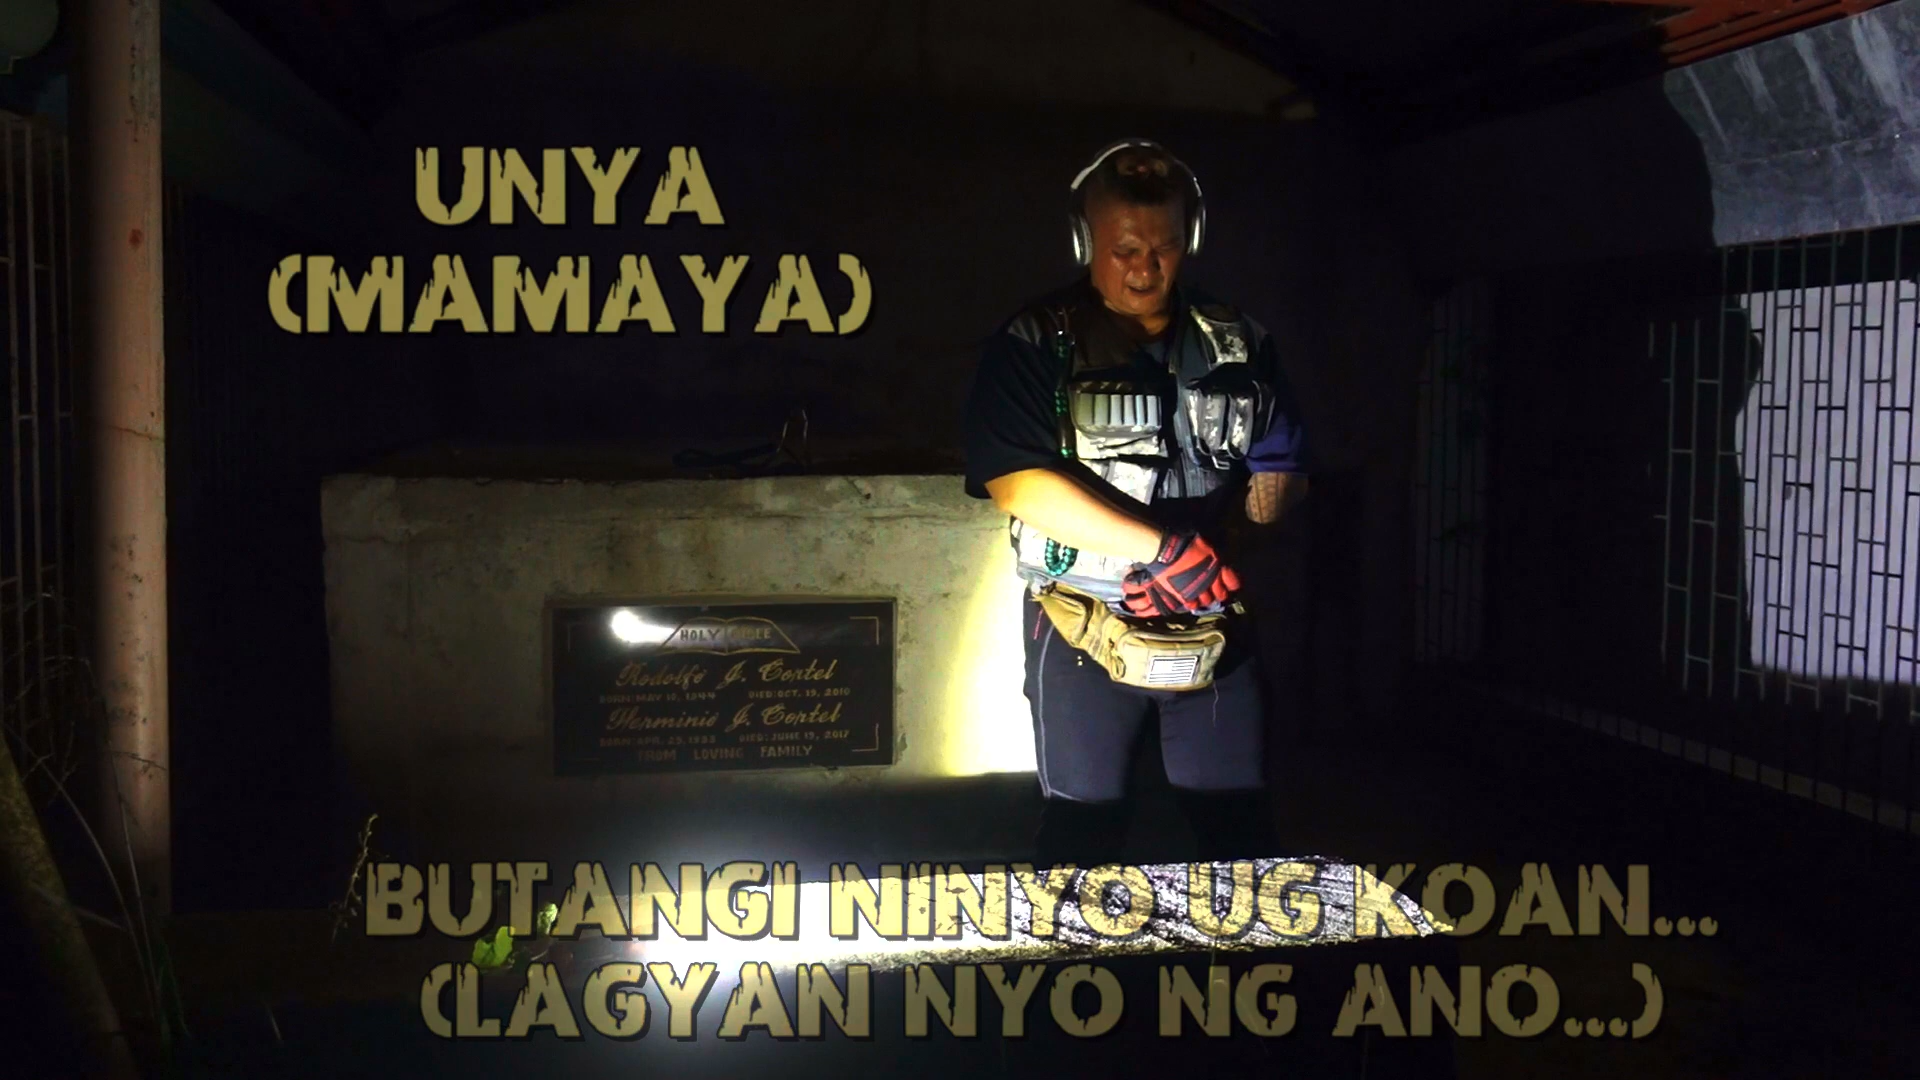 UNYA
(MAMAYA)
HOLY BIBLE
Rodolfo J. Cortel
BORN: MAY 10, 1944 DIED: OCT. 19, 2010
Herminio J. Cortel
BORN: APR. 25, 1933 DIED: JUNE 15, 2017
FROM LOVING FAMILY
BUTANGI NINYO UG KOAN...
(LAGYAN NYO NG ANO...)